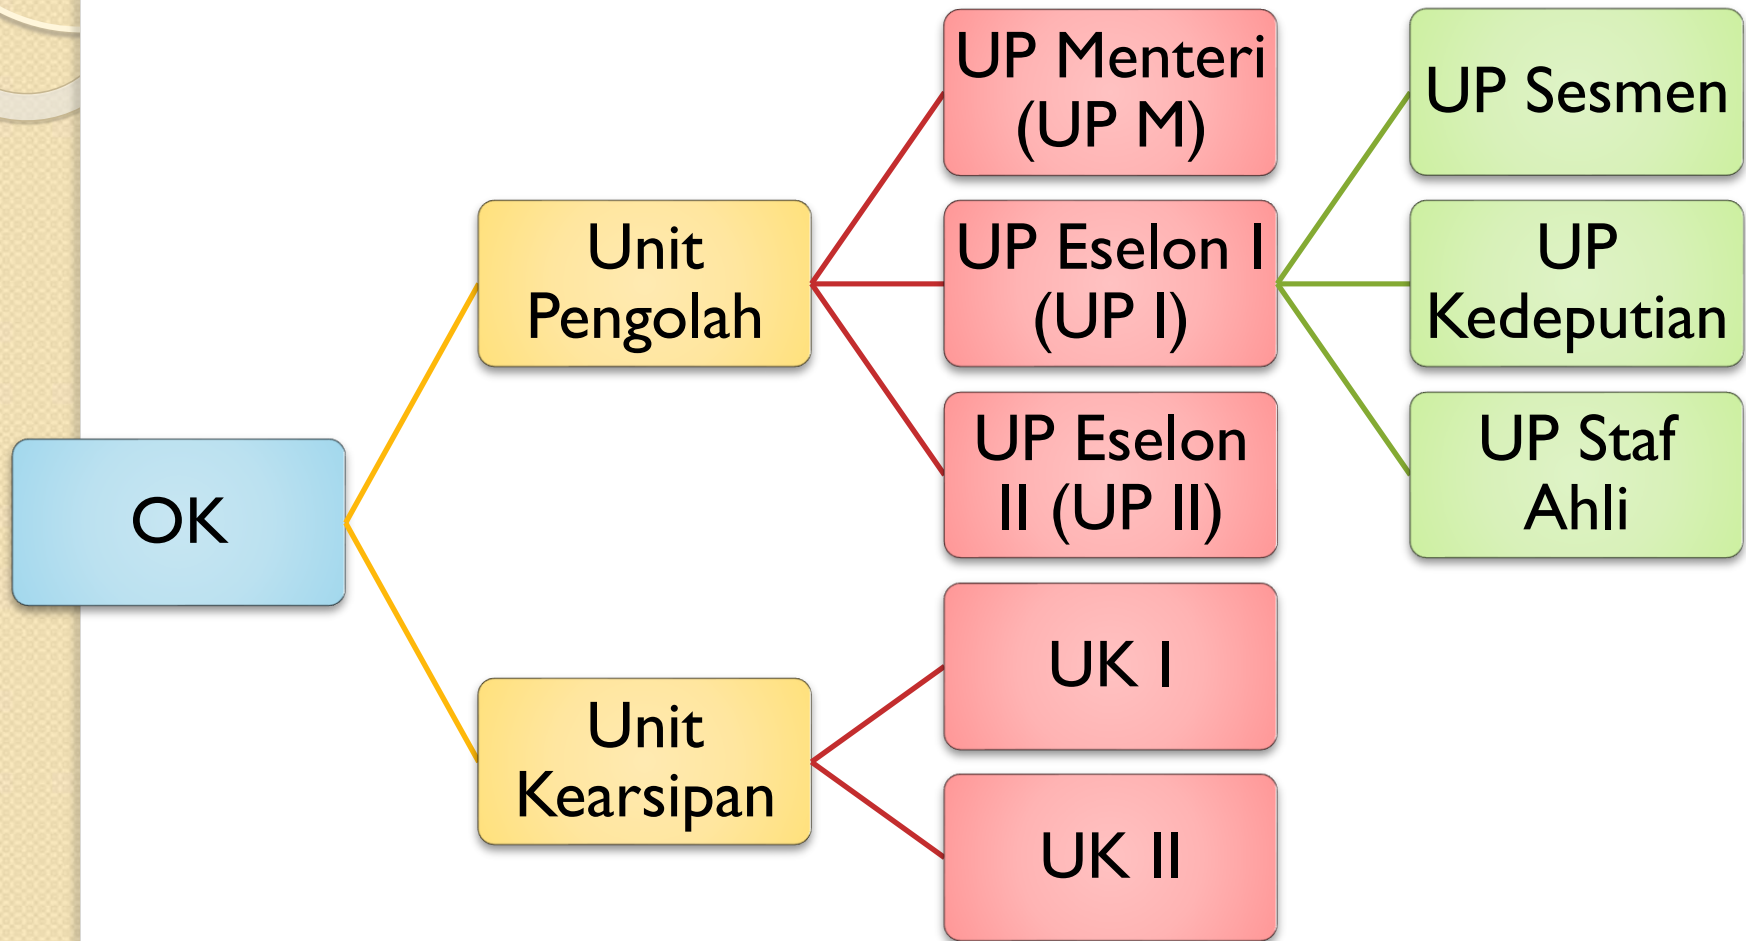 OK
Unit
Pengolah
UP Menteri
(UP M)
UP Eselon I
(UP I)
UP Eselon
II (UP II)
UP Sesmen
UP
Kedeputian
UP Staf
Ahli
Unit
Kearsipan
UK I
UK II